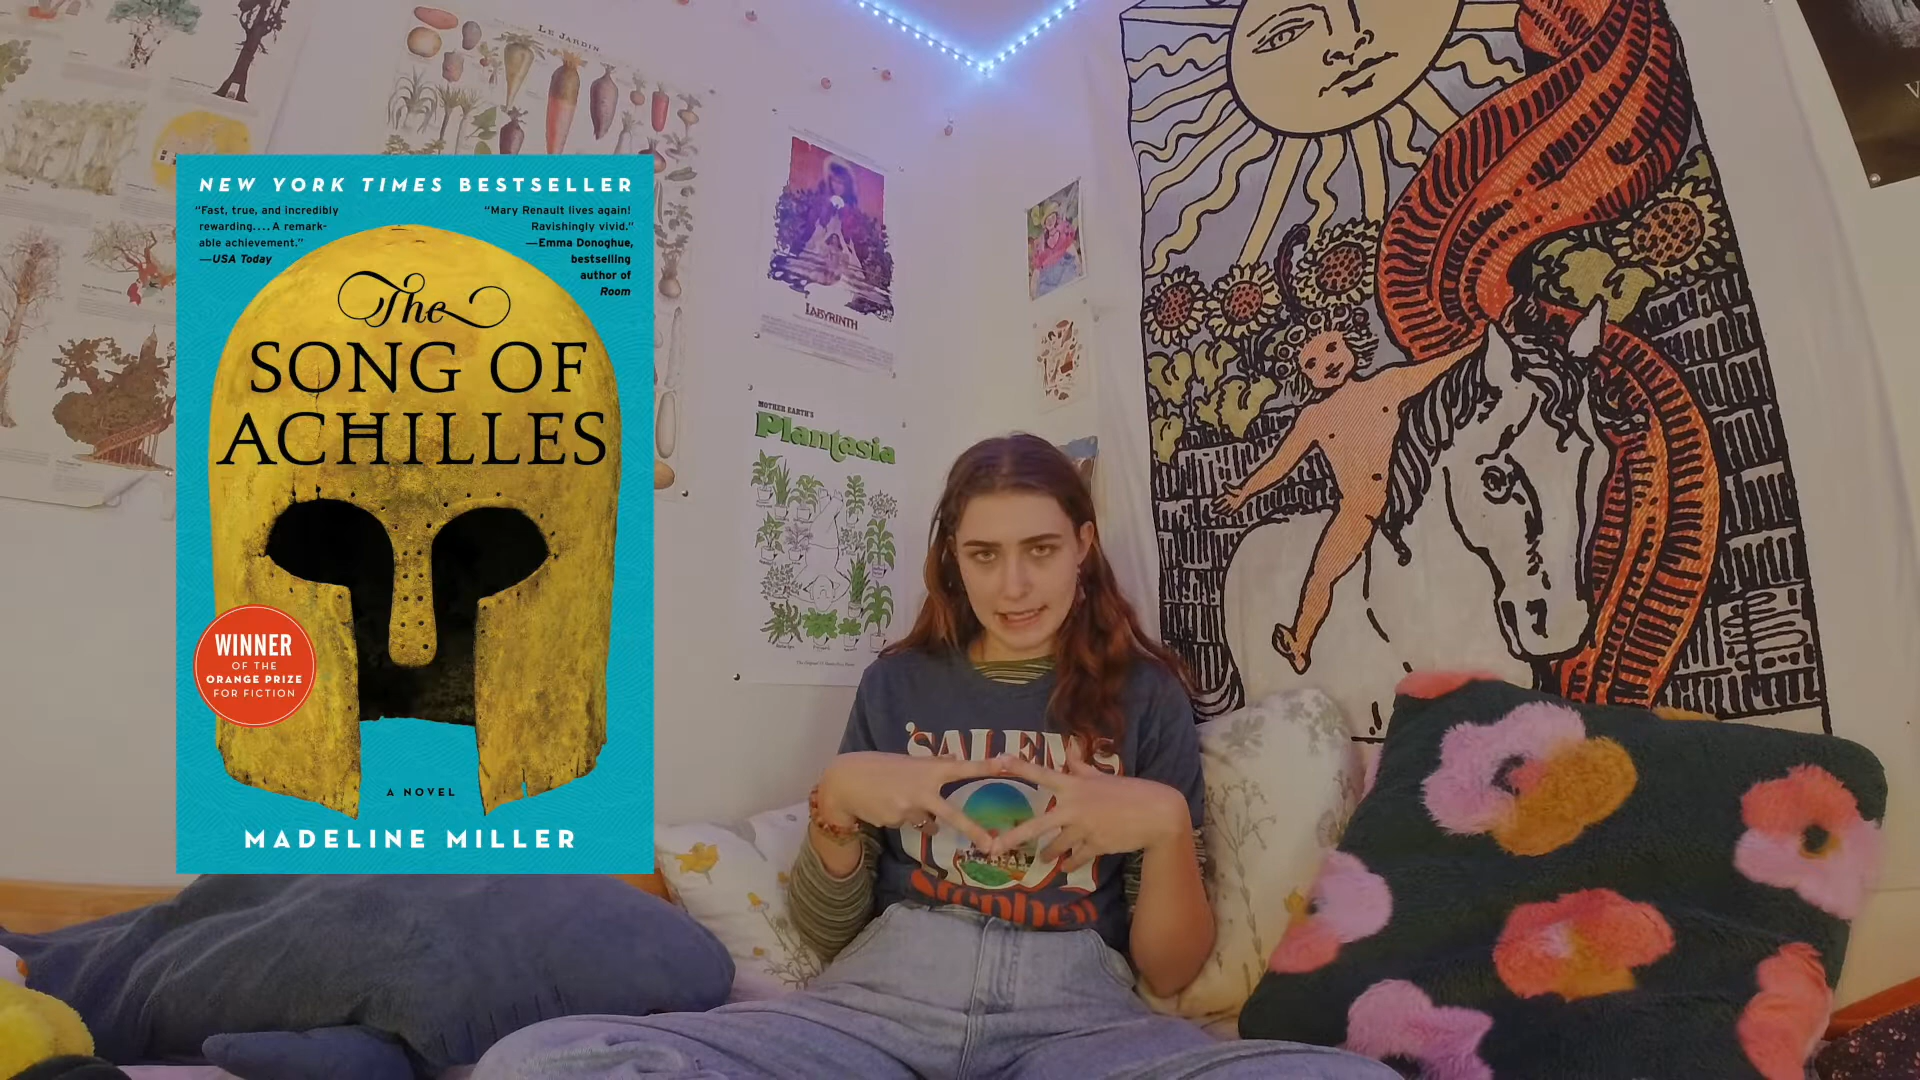 NEW YORK TIMES BESTSELLER
"Fast, true, and incredibly
rewarding.... A remark-
able achievement."
—USA Today
"Mary Renault lives again!
Ravishingly vivid."
—Emma Donoghue,
bestselling
author of
Room
The
SONG OF
ACHILLES
WINNER
OF THE
ORANGE PRIZE
FOR FICTION
A NOVEL
MADELINE MILLER
LE JARDIN
LABYRINTH
MOTHER EARTH'S
Plantasia
'SALEM'S
LOT
Stephen